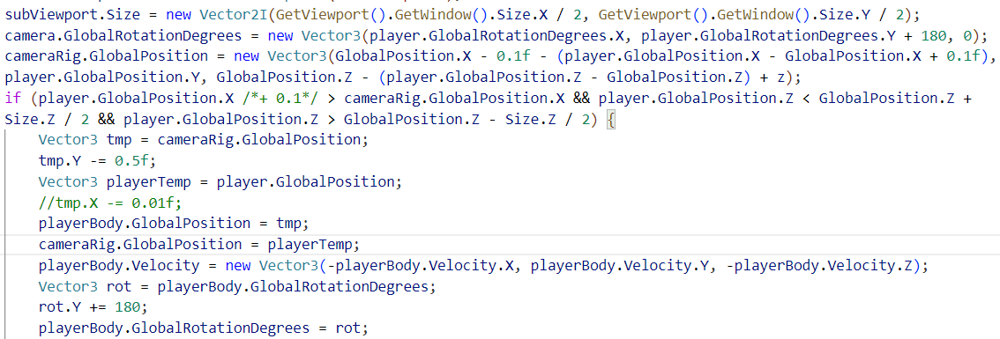 subViewport.Size = new Vector2I(GetViewport().GetWindow().Size.X / 2, GetViewport().GetWindow().Size.Y / 2);
camera.GlobalRotationDegrees = new Vector3(player.GlobalRotationDegrees.X, player.GlobalRotationDegrees.Y + 180, 0);
cameraRig.GlobalPosition = new Vector3(GlobalPosition.X - 0.1f - (player.GlobalPosition.X - GlobalPosition.X + 0.1f),
player.GlobalPosition.Y, GlobalPosition.Z - (player.GlobalPosition.Z - GlobalPosition.Z) + z);
if (player.GlobalPosition.X /*+ 0.1*/ > cameraRig.GlobalPosition.X && player.GlobalPosition.Z < GlobalPosition.Z +
Size.Z / 2 && player.GlobalPosition.Z > GlobalPosition.Z - Size.Z / 2) {
Vector3 tmp = cameraRig.GlobalPosition;
tmp.Y -= 0.5f;
Vector3 playerTemp = player.GlobalPosition;
//tmp.X -= 0.01f;
playerBody.GlobalPosition = tmp;
cameraRig.GlobalPosition = playerTemp;
playerBody.Velocity = new Vector3(-playerBody.Velocity.X, playerBody.Velocity.Y, -playerBody.Velocity.Z);
Vector3 rot = playerBody.GlobalRotationDegrees;
rot.Y += 180;
playerBody.GlobalRotationDegrees = rot;